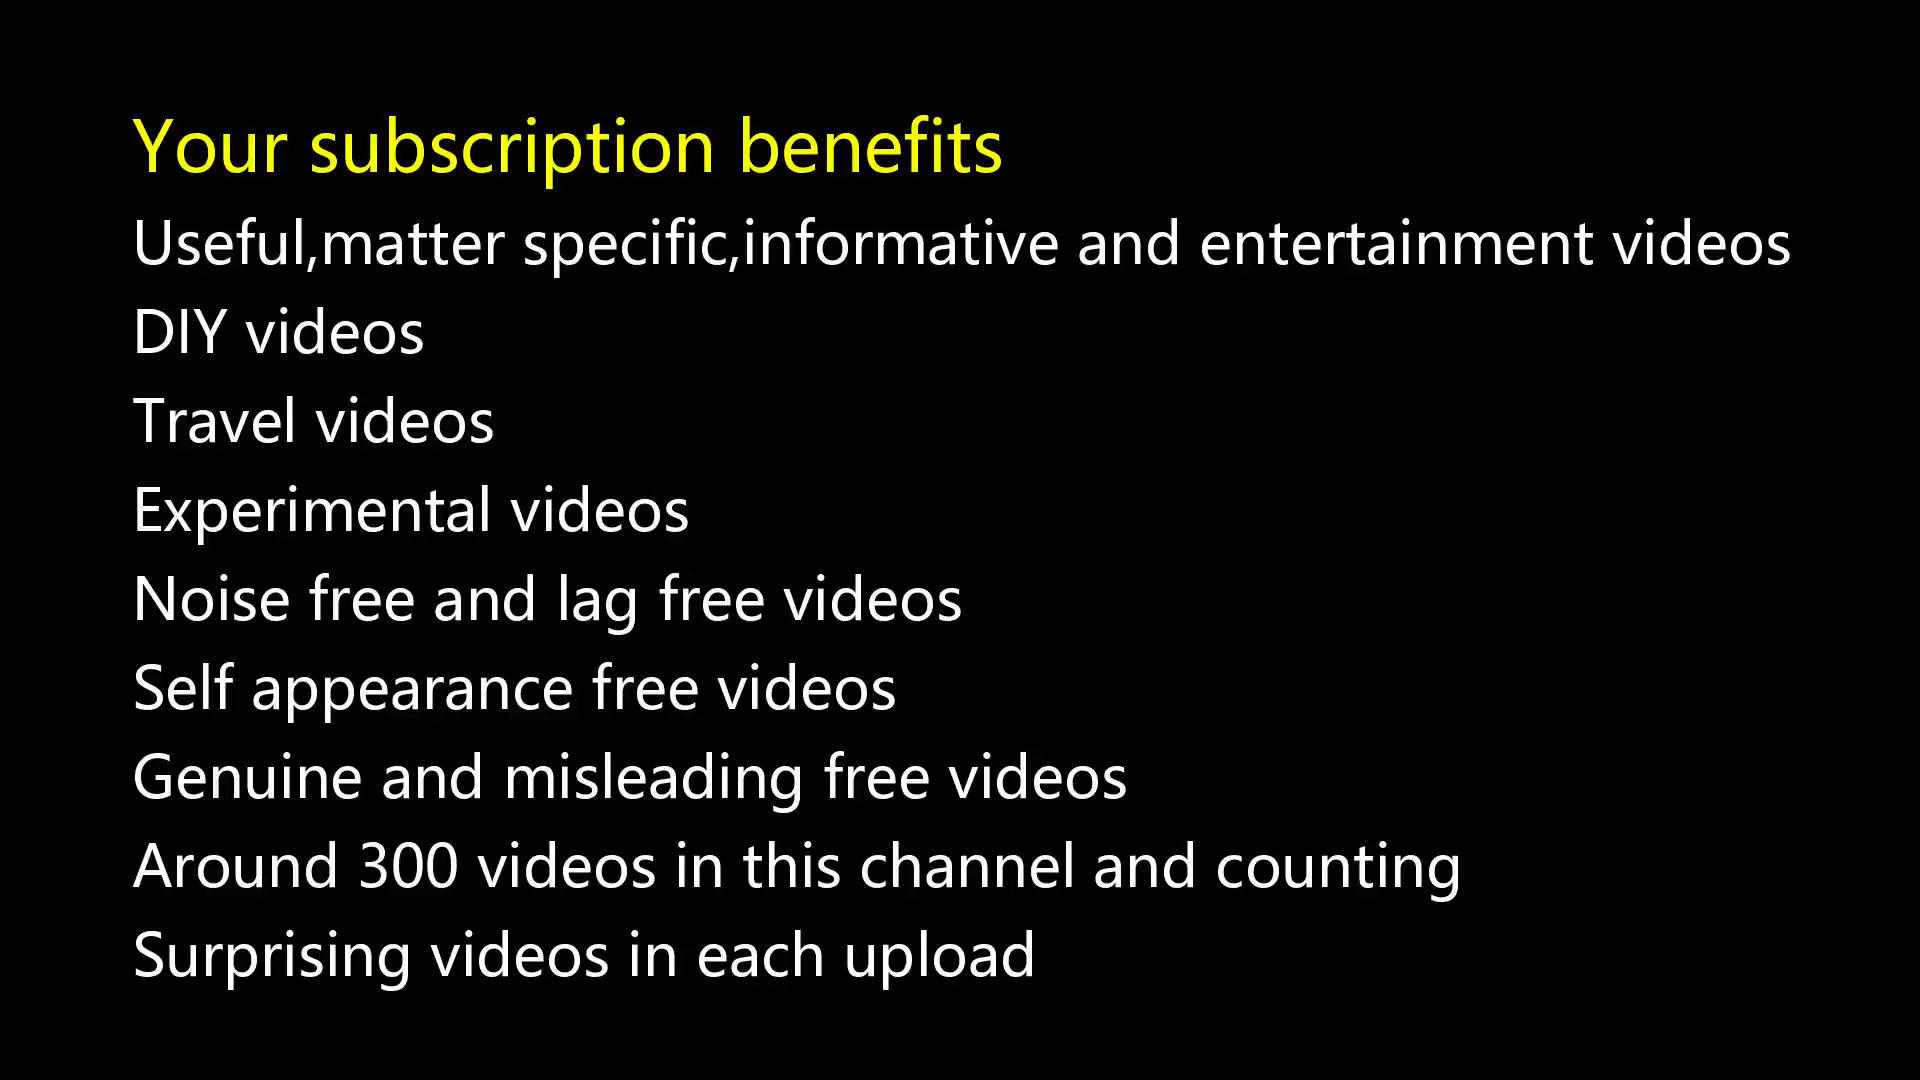 Your subscription benefits
Useful,matter specific,informative and entertainment videos
DIY videos
Travel videos
Experimental videos
Noise free and lag free videos
Self appearance free videos
Genuine and misleading free videos
Around 300 videos in this channel and counting
Surprising videos in each upload